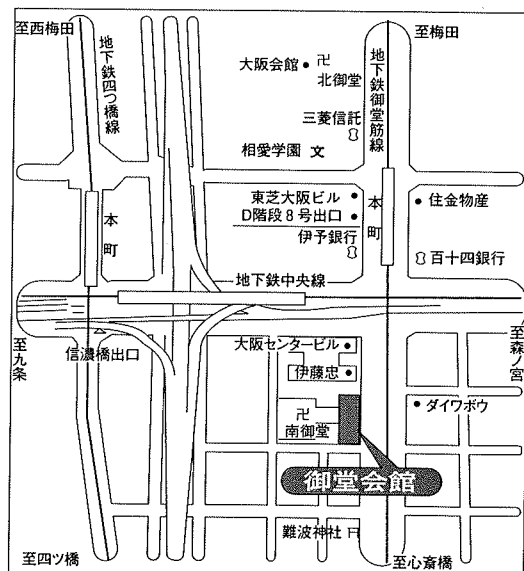 至西梅田
至梅田
地下鉄四つ橋線
大阪会館
卍
北御堂
地下鉄御堂筋線
三菱信託
相愛学園 文
東芝大阪ビル
D階段8号出口
伊予銀行
本町
本町
住金物産
百十四銀行
地下鉄中央線
信濃橋出口
至九条
至森ノ宮
大阪センタービル
伊藤忠
ダイワボウ
卍
南御堂
御堂会館
難波神社
至四ツ橋
至心斎橋